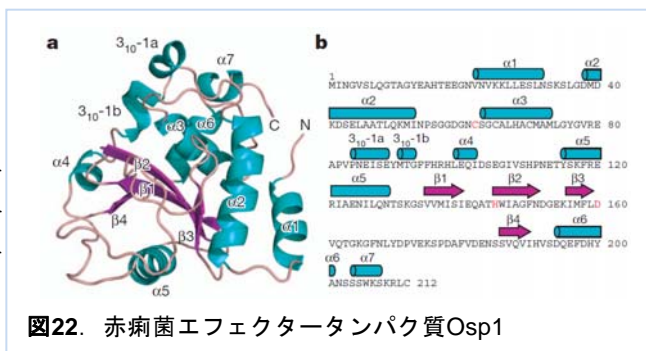 a
3₁₀-1a
α7
3₁₀-1b
α3
α6
C
N
α4
β2
β1
α2
α1
β4
β3
α5
b
α1
α2
1
MINGVSLQGTAGYEAHTEEGNVNVKKLLESLNSKSLGDMD 40
α2
α3
KDSELAATLQKMINPSGGDGNCSGCALHACMAMLGYGVRE 80
3₁₀-1a 3₁₀-1b
α4
α5
APVPNEISEYMTGFFHRHLEQIDSEGIVSHPNETYSKFRE 120
α5
β1
β2
β3
RIAENILQNTSKGSVVMISIEQATHWIAGFNDGEKIMFLD 160
β4
α6
VQTGKGFNLYDPVEKSPDAFVDENSSVQVIHVSDQEFDHY 200
α6 α7
ANSSSWKSKRLC 212
図22. 赤痢菌エフェクタータンパク質Osp1